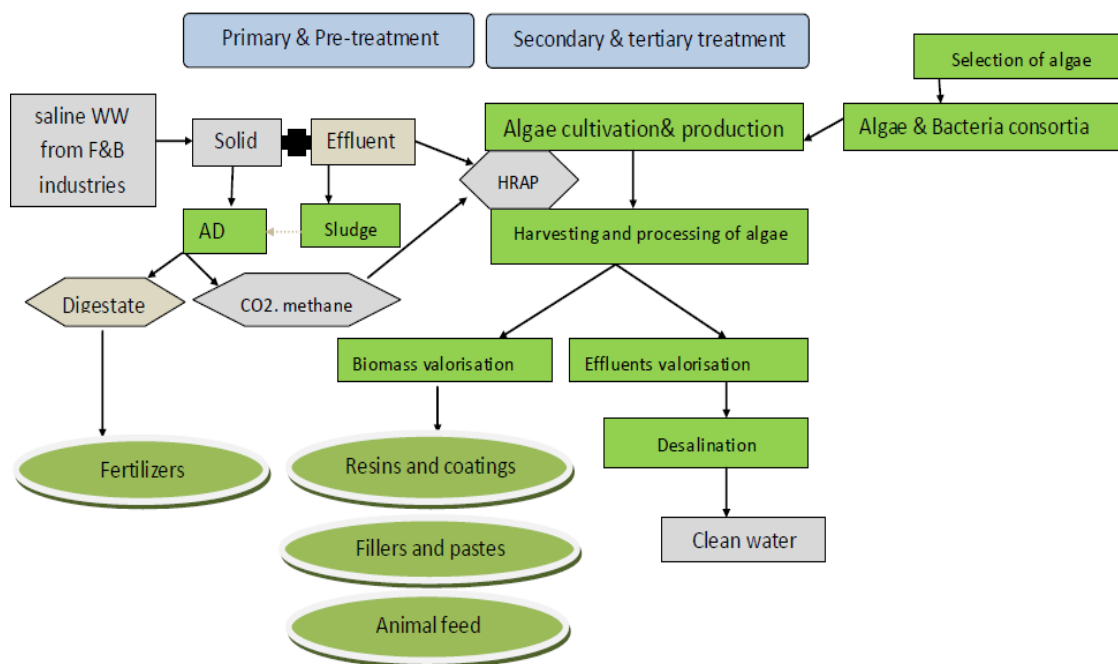 Primary & Pre-treatment
Secondary & tertiary treatment
Selection of algae
saline WW
from F&B
industries
Solid
Effluent
Algae cultivation& production
Algae & Bacteria consortia
HRAP
AD
Sludge
Harvesting and processing of algae
Digestate
CO2. methane
Biomass valorisation
Effluents valorisation
Fertilizers
Resins and coatings
Desalination
Fillers and pastes
Clean water
Animal feed